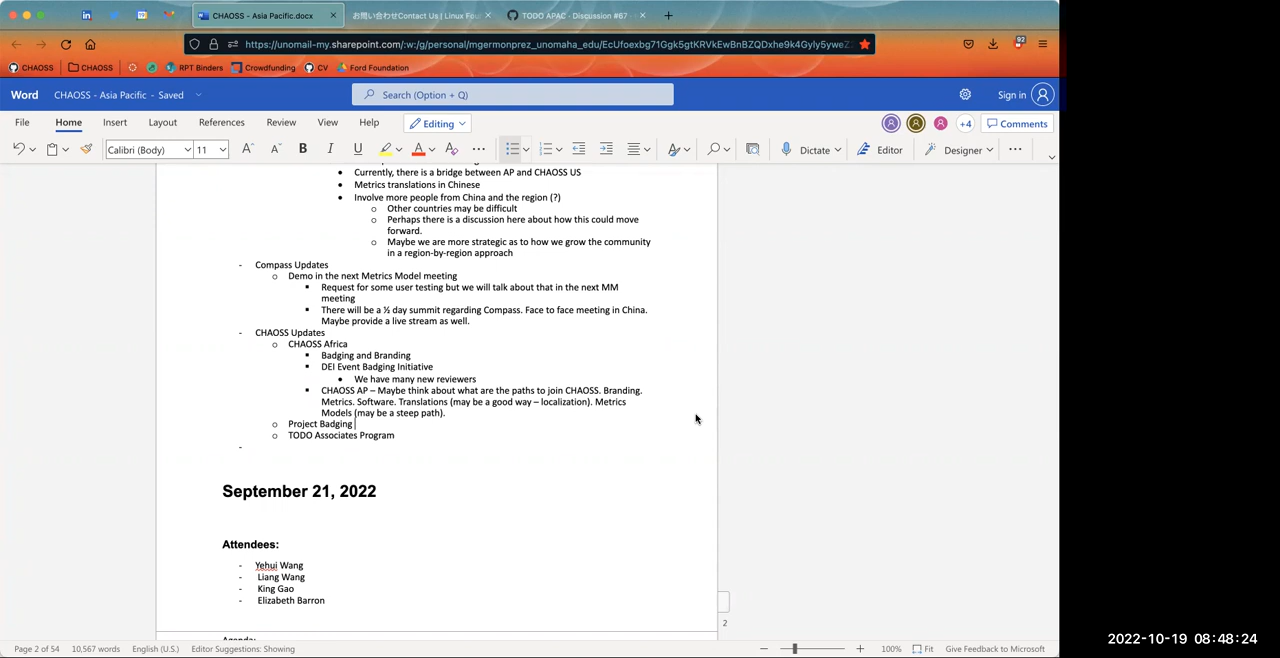 CHAOSS - Asia Pacific.docx
お問い合わせContact Us | Linux Fou
TODO APAC · Discussion #67 ·
https://unomail-my.sharepoint.com/:w:/g/personal/mgermonprez_unomaha_edu/EcUfoexbg71Ggk5gtKRVkEwBnBZQDxhe9k4Gyly5yweZ
92
CHAOSS
CHAOSS
RPT Binders
Crowdfunding
CV
Ford Foundation
Word
CHAOSS - Asia Pacific - Saved
Search (Option + Q)
Sign in
File
Home
Insert
Layout
References
Review
View
Help
Editing
+4
Comments
Calibri (Body)
11
B
I
U
Dictate
Editor
Designer
Currently, there is a bridge between AP and CHAOSS US
Metrics translations in Chinese
Involve more people from China and the region (?)
Other countries may be difficult
Perhaps there is a discussion here about how this could move
forward.
Maybe we are more strategic as to how we grow the community
in a region-by-region approach
- Compass Updates
Demo in the next Metrics Model meeting
Request for some user testing but we will talk about that in the next MM
meeting
There will be a ½ day summit regarding Compass. Face to face meeting in China.
Maybe provide a live stream as well.
- CHAOSS Updates
CHAOSS Africa
Badging and Branding
DEI Event Badging Initiative
We have many new reviewers
CHAOSS AP – Maybe think about what are the paths to join CHAOSS. Branding.
Metrics. Software. Translations (may be a good way – localization). Metrics
Models (may be a steep path).
Project Badging
TODO Associates Program
-
September 21, 2022
Attendees:
- Yehui Wang
- Liang Wang
- King Gao
- Elizabeth Barron
2
Agenda:
Page 2 of 54
10,567 words
English (U.S.)
Editor Suggestions: Showing
100%
Fit
Give Feedback to Microsoft
2022-10-19 08:48:24